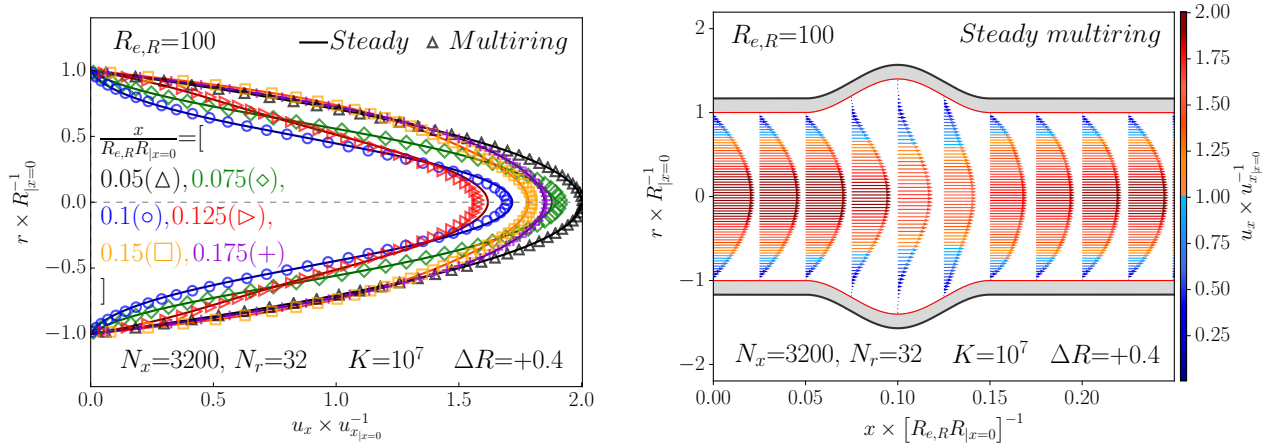 R_{e,R}=100 — Steady △ Multiring
1.0
0.5
0.0
−0.5
−1.0
r × R^{-1}_{|x=0}
x / R_{e,R}R_{|x=0} =[
0.05(△), 0.075(◇),
0.1(○), 0.125(▷),
0.15(□), 0.175(+)
]
N_x=3200, N_r=32 K=10^7 ΔR=+0.4
0.0 0.5 1.0 1.5 2.0
u_x × u^{-1}_{x|x=0}
R_{e,R}=100 Steady multiring
2
1
0
−1
−2
r × R^{-1}_{|x=0}
N_x=3200, N_r=32 K=10^7 ΔR=+0.4
0.00 0.05 0.10 0.15 0.20
x × [R_{e,R}R_{|x=0}]^{-1}
2.00
1.75
1.50
1.25
1.00
0.75
0.50
0.25
u_x × u^{-1}_{x|x=0}